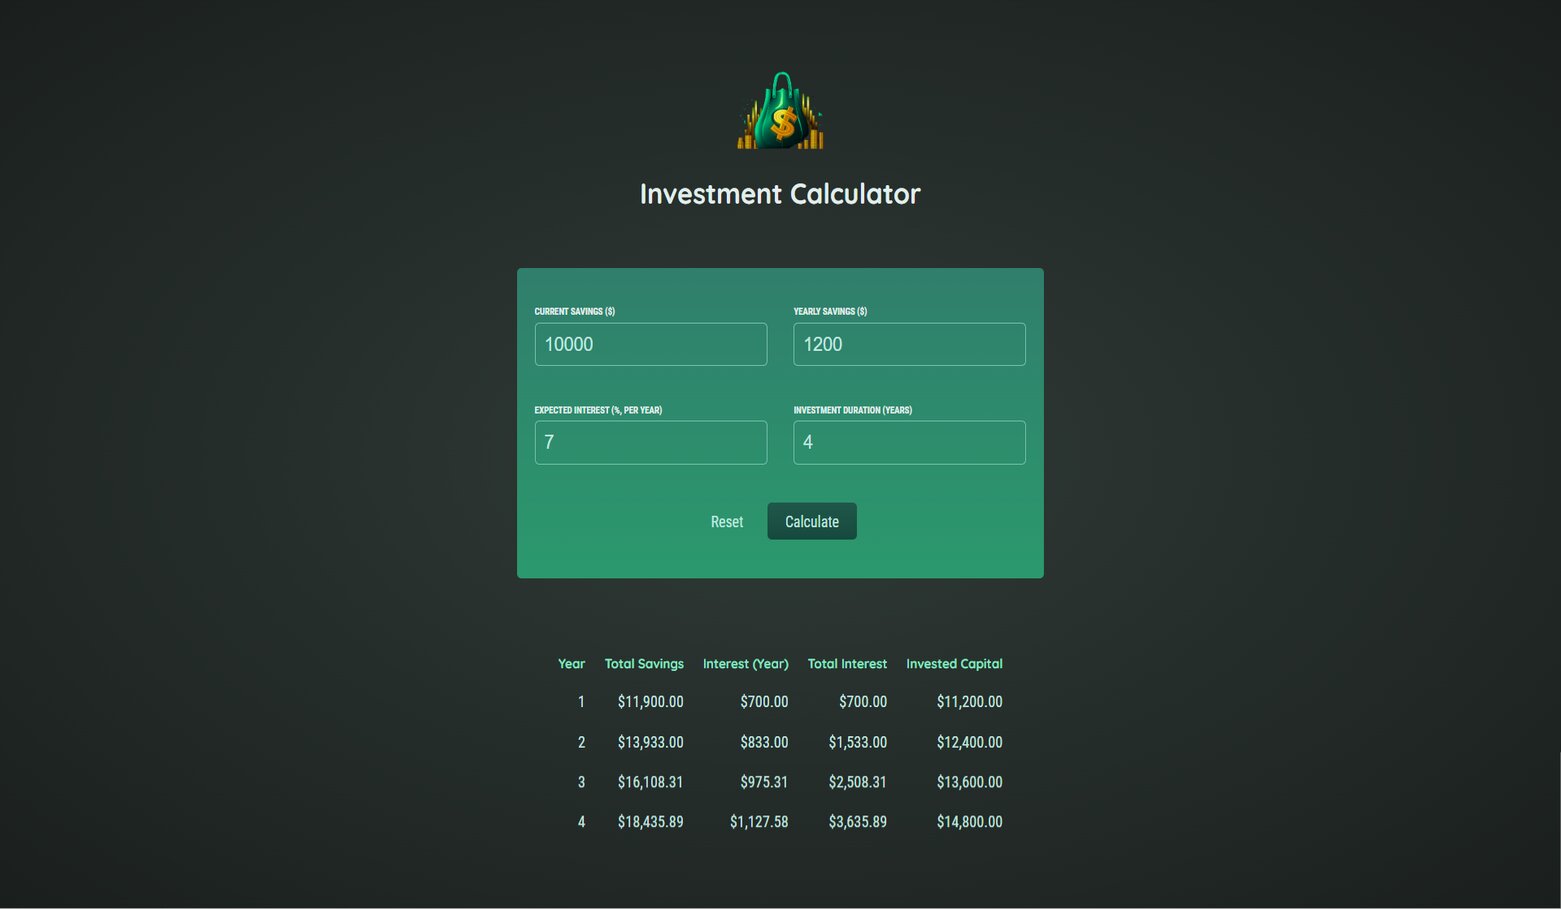 $
Investment Calculator
CURRENT SAVINGS ($) YEARLY SAVINGS ($)
10000 1200
EXPECTED INTEREST (%, PER YEAR) INVESTMENT DURATION (YEARS)
7 4
Reset Calculate
Year Total Savings Interest (Year) Total Interest Invested Capital
1 $11,900.00 $700.00 $700.00 $11,200.00
2 $13,933.00 $833.00 $1,533.00 $12,400.00
3 $16,108.31 $975.31 $2,508.31 $13,600.00
4 $18,435.89 $1,127.58 $3,635.89 $14,800.00